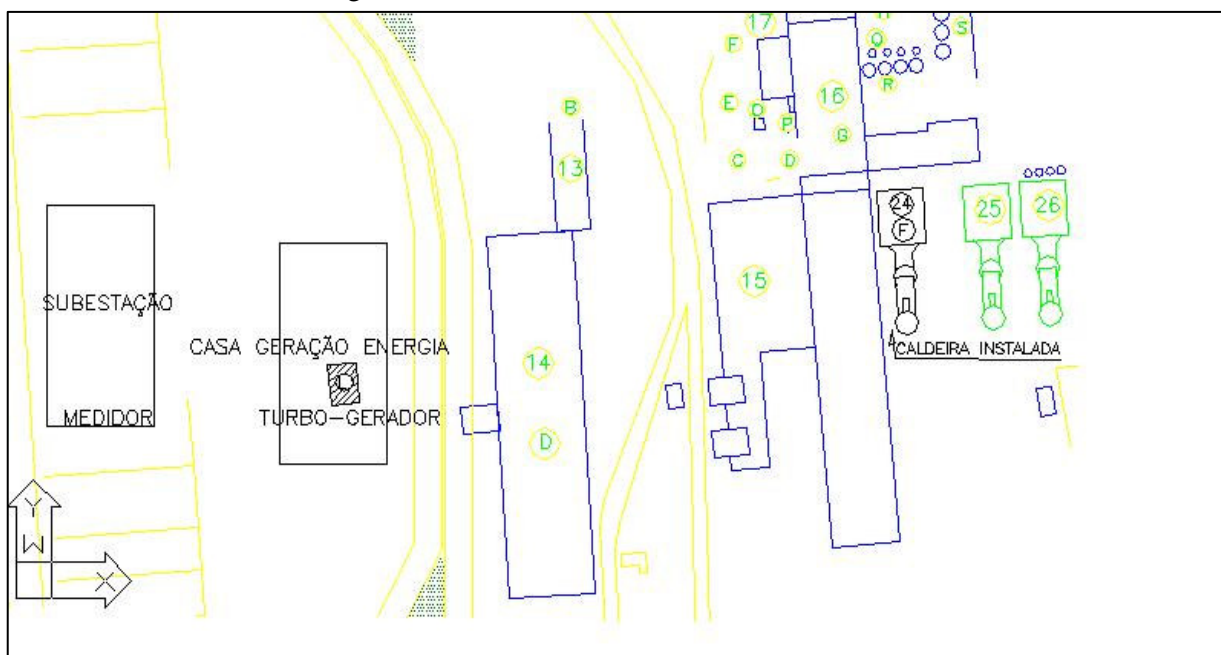 17
F
Q
S
R
E
O
16
B
P
G
C
D
13
24
F
25
26
15
SUBESTAÇÃO
CASA GERAÇÃO ENERGIA
CALDEIRA INSTALADA
14
MEDIDOR
TURBO-GERADOR
D
Y
W
X